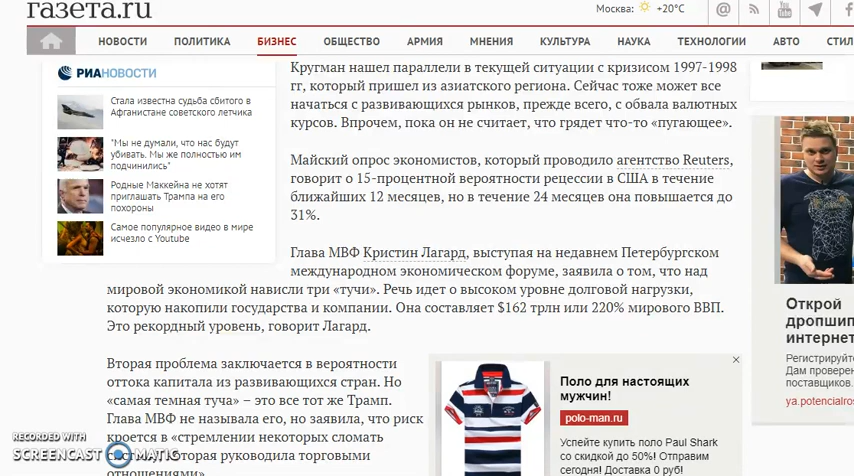 газета.ru
Москва: +20°C
НОВОСТИ ПОЛИТИКА БИЗНЕС ОБЩЕСТВО АРМИЯ МНЕНИЯ КУЛЬТУРА НАУКА ТЕХНОЛОГИИ АВТО СТИЛ
РИАНОВОСТИ
Стала известна судьба сбитого в
Афганистане советского летчика
"Мы не думали, что нас будут
убивать. Мы же полностью им
подчинились"
Родные Маккейна не хотят
приглашать Трампа на его
похороны
Самое популярное видео в мире
исчезло с Youtube
Кругман нашел параллели в текущей ситуации с кризисом 1997-1998
гг, который пришел из азиатского региона. Сейчас тоже может все
начаться с развивающихся рынков, прежде всего, с обвала валютных
курсов. Впрочем, пока он не считает, что грядет что-то «пугающее».
Майский опрос экономистов, который проводило агентство Reuters,
говорит о 15-процентной вероятности рецессии в США в течение
ближайших 12 месяцев, но в течение 24 месяцев она повышается до
31%.
Глава МВФ Кристин Лагард, выступая на недавнем Петербургском
международном экономическом форуме, заявила о том, что над
мировой экономикой нависли три «тучи». Речь идет о высоком уровне долговой нагрузки,
которую накопили государства и компании. Она составляет $162 трлн или 220% мирового ВВП.
Это рекордный уровень, говорит Лагард.
Вторая проблема заключается в вероятности
оттока капитала из развивающихся стран. Но
«самая темная туча» – это все тот же Трамп.
Глава МВФ не называла его, но заявила, что риск
кроется в «стремлении некоторых сломать
которая руководила торговыми
отношениями»
RECORDED WITH
SCREENCAST MATIC
Поло для настоящих
мужчин!
polo-man.ru
Успейте купить поло Paul Shark
со скидкой до 50%! Отправим
сегодня! Доставка 0 руб!
Открой
дропшип
интернет
Регистрируйт
Дам проверен
поставщиков.
ya.potencialros